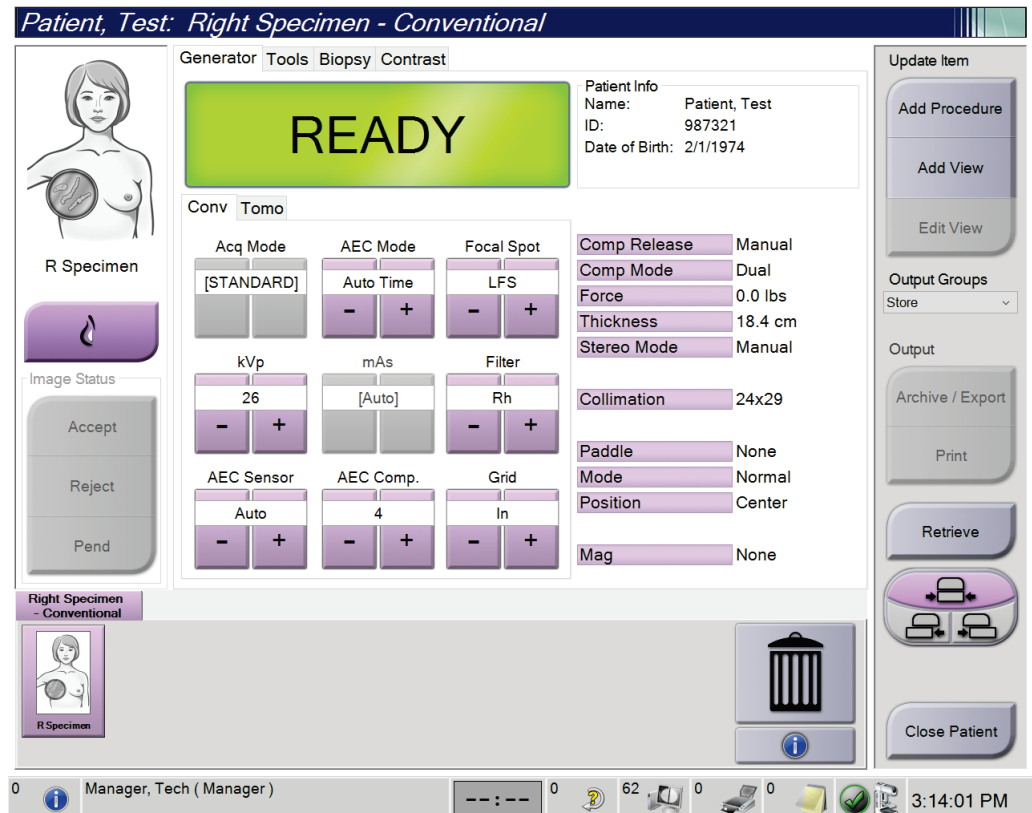 Patient, Test: Right Specimen - Conventional
Generator Tools Biopsy Contrast
READY
Patient Info
Name: Patient, Test
ID: 987321
Date of Birth: 2/1/1974
R Specimen
Image Status
Accept
Reject
Pend
Conv Tomo
Acq Mode AEC Mode Focal Spot
[STANDARD] Auto Time LFS
- + - +
kVp mAs Filter
26 [Auto] Rh
- + - +
AEC Sensor AEC Comp. Grid
Auto 4 In
- + - + - +
Comp Release Manual
Comp Mode Dual
Force 0.0 lbs
Thickness 18.4 cm
Stereo Mode Manual
Collimation 24x29
Paddle None
Mode Normal
Position Center
Mag None
Update Item
Add Procedure
Add View
Edit View
Output Groups
Store
Output
Archive / Export
Print
Retrieve
Close Patient
Right Specimen
- Conventional
R Specimen
0 Manager, Tech ( Manager ) --:-- 0 62 0 0 3:14:01 PM